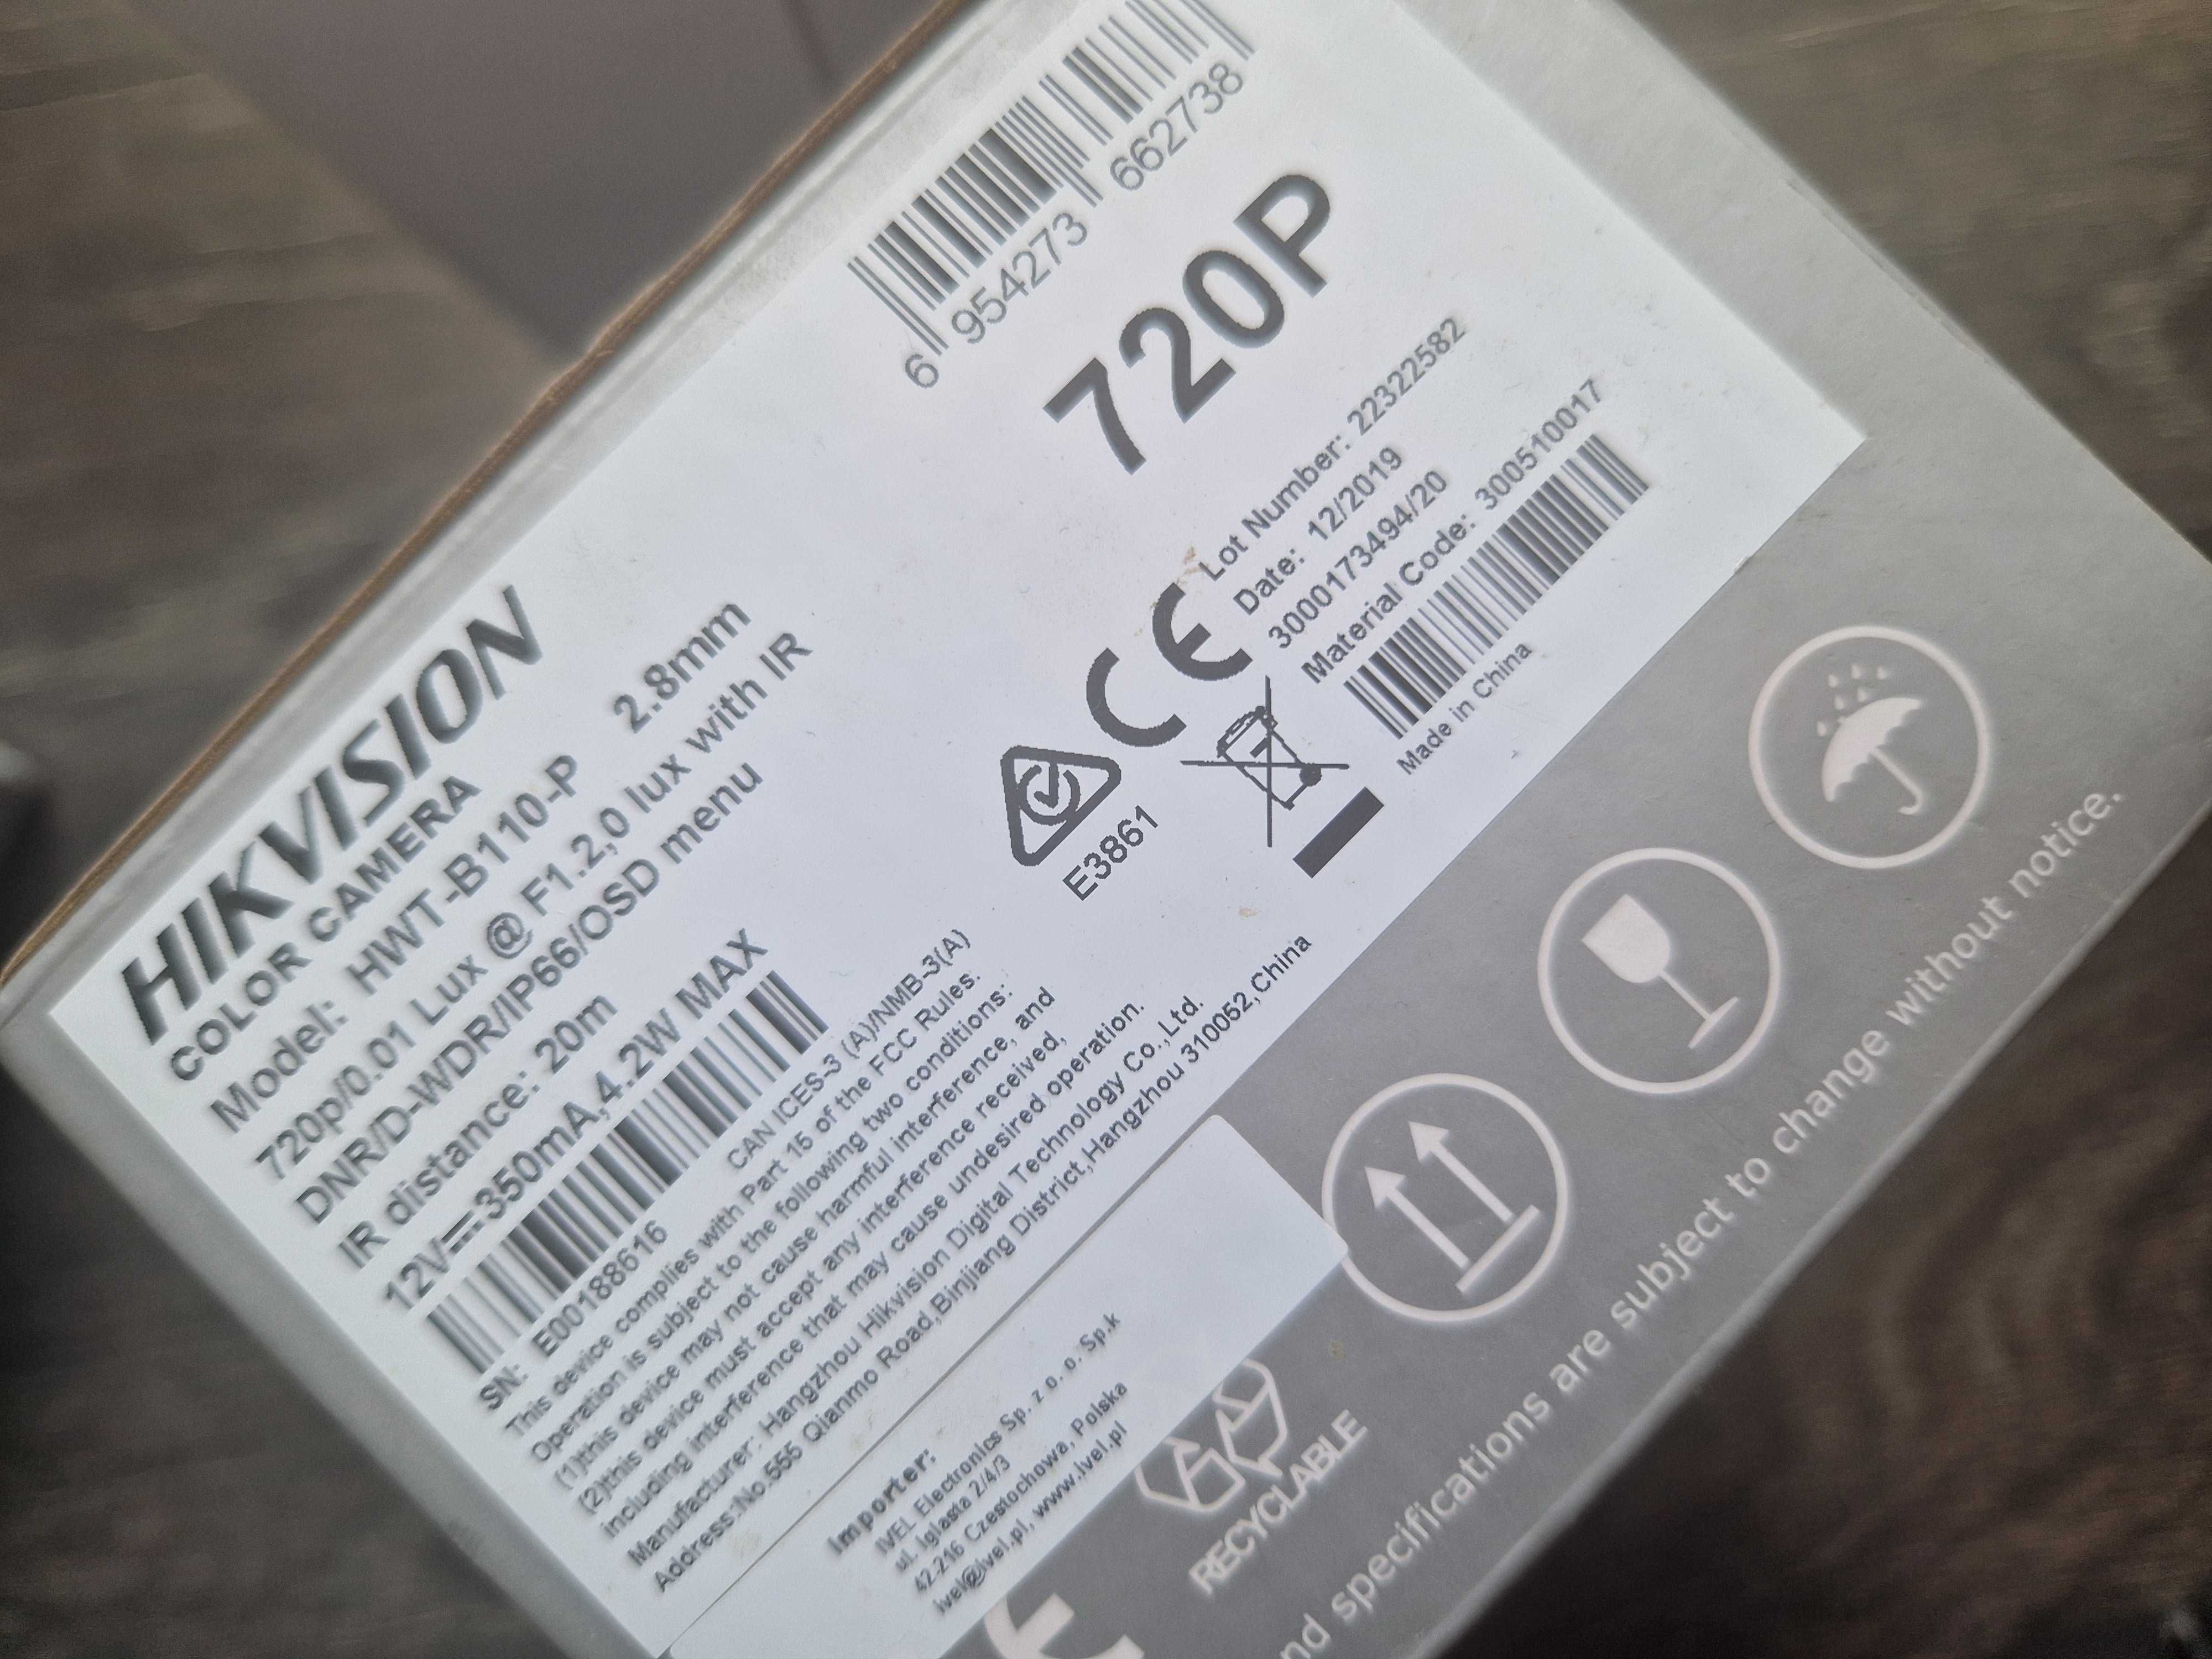 HIKVISION
COLOR CAMERA
Model: HWT-B110-P 2.8mm
720p/0.01 Lux @ F1.2,0 lux with IR
DNR/D-WDR/IP66/OSD menu
IR distance: 20m
12V⎓350mA,4.2W MAX
SN: E00188616
CAN ICES-3 (A)/NMB-3(A)
This device complies with Part 15 of the FCC Rules.
Operation is subject to the following two conditions:
(1)this device may not cause harmful interference, and
(2)this device must accept any interference received,
including interference that may cause undesired operation.
Manufacturer: Hangzhou Hikvision Digital Technology Co.,Ltd.
Address:No.555 Qianmo Road,Binjiang District,Hangzhou 310052,China
6 954273 662738
720P
CE
E3861
Lot Number: 22322582
Date: 12/2019
3000173494/20
Material Code: 300510017
Made in China
Importer:
IVEL Electronics Sp. z o. o. Sp.k
ul. Iglasta 2/4/3
42-216 Czestochowa, Polska
ivel@ivel.pl, www.ivel.pl
RECYCLABLE
specifications are subject to change without notice.